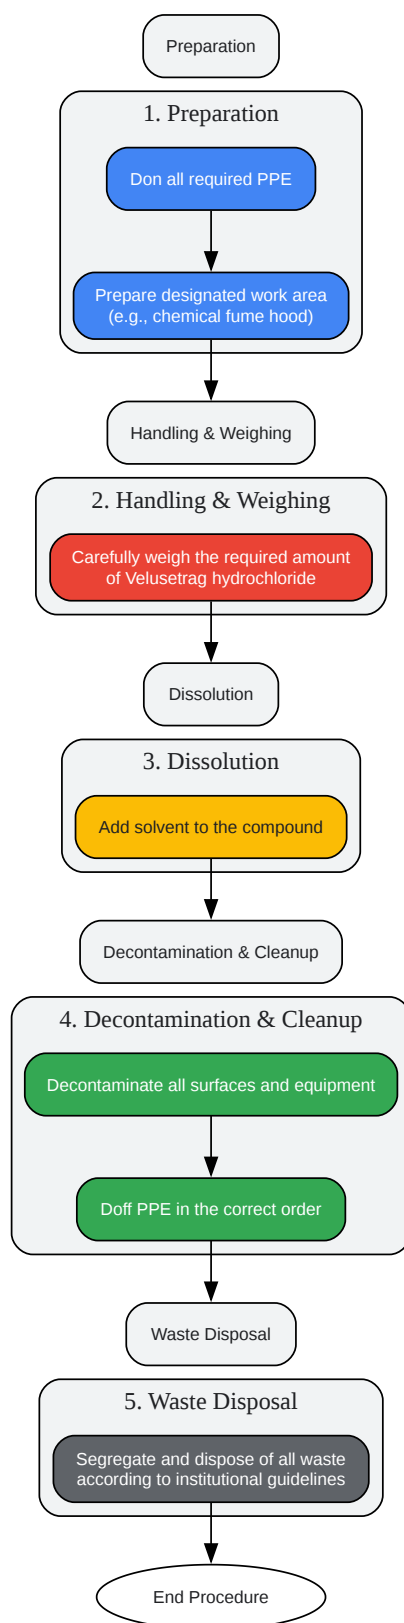 Preparation
1. Preparation
Don all required PPE
Prepare designated work area
(e.g., chemical fume hood)
Handling & Weighing
2. Handling & Weighing
Carefully weigh the required amount
of Velusetrag hydrochloride
Dissolution
3. Dissolution
Add solvent to the compound
Decontamination & Cleanup
4. Decontamination & Cleanup
Decontaminate all surfaces and equipment
Doff PPE in the correct order
Waste Disposal
5. Waste Disposal
Segregate and dispose of all waste
according to institutional guidelines
End Procedure